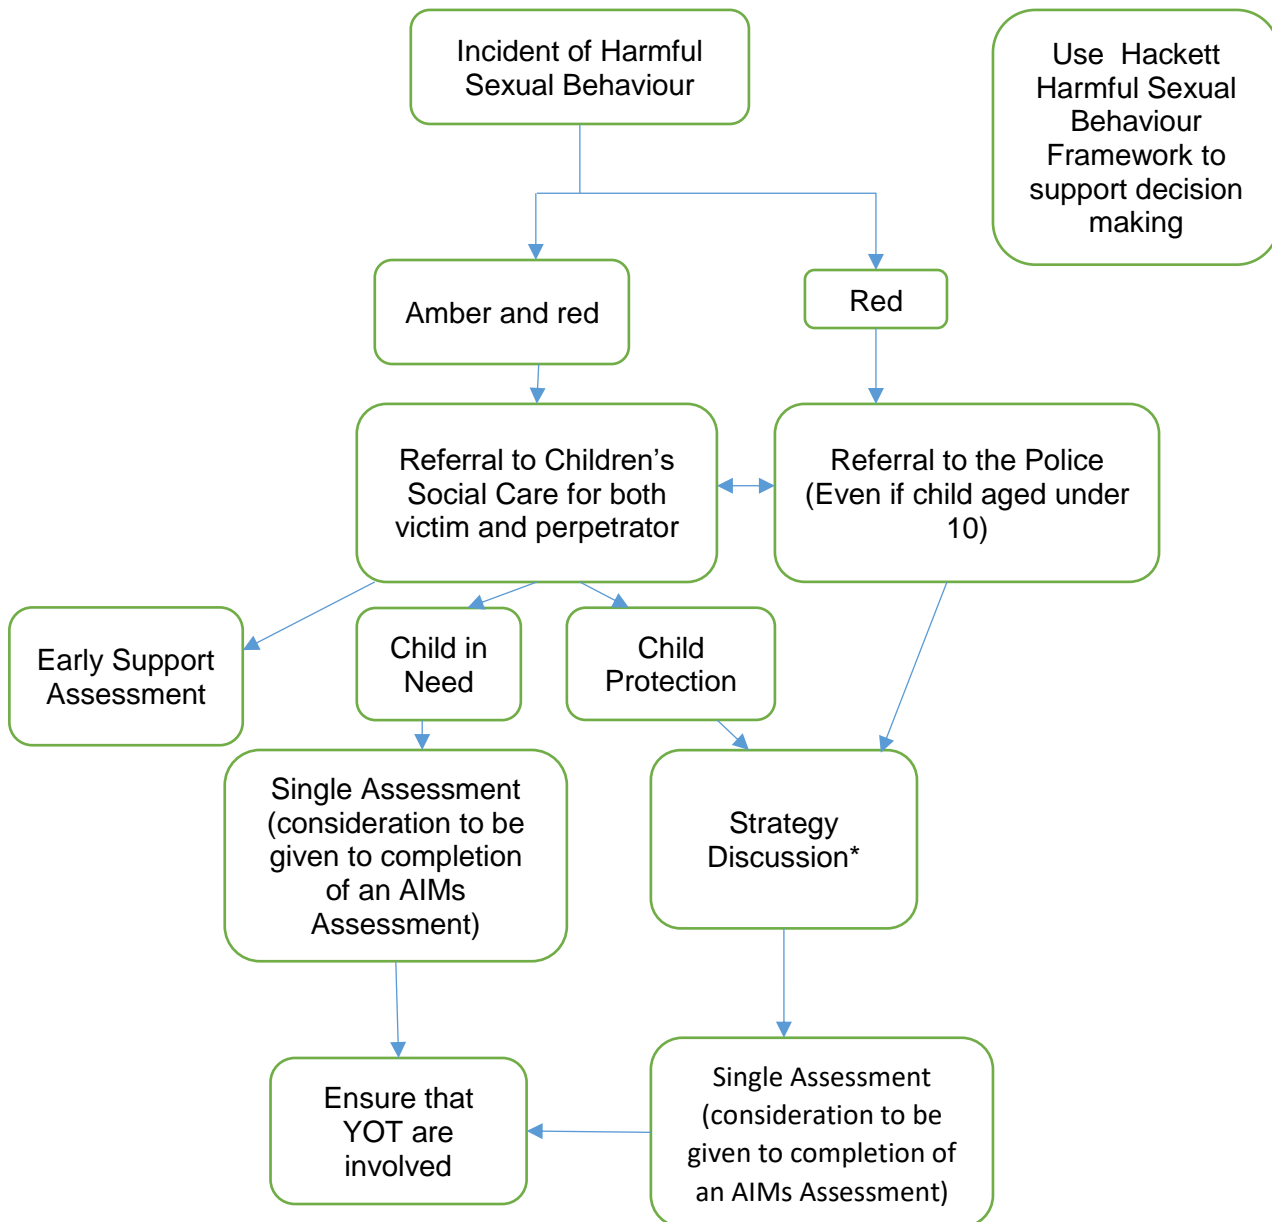 Incident of Harmful
Sexual Behaviour
Use Hackett
Harmful Sexual
Behaviour
Framework to
support decision
making
Amber and red
Red
Referral to Children’s
Social Care for both
victim and perpetrator
Referral to the Police
(Even if child aged under
10)
Early Support
Assessment
Child in
Need
Child
Protection
Single Assessment
(consideration to be
given to completion
of an AIMs
Assessment)
Strategy
Discussion*
Ensure that
YOT are
involved
Single Assessment
(consideration to be
given to completion of
an AIMs Assessment)